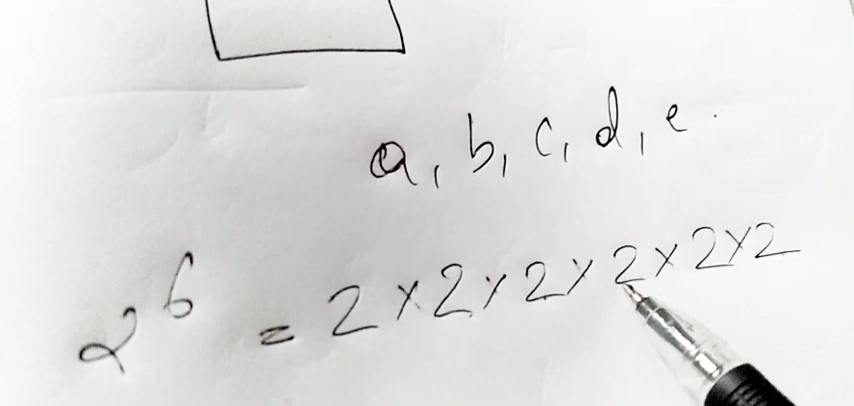 a, b, c, d, e.
2⁶ = 2 × 2 × 2 × 2 × 2 × 2